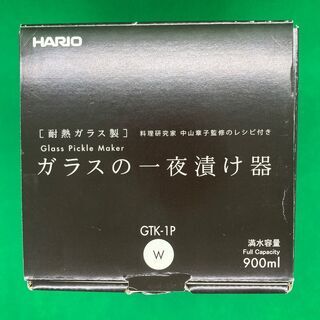 HARIO
［耐熱ガラス製］
料理研究家 中山章子監修のレシピ付き
Glass Pickle Maker
ガラスの一夜漬け器
GTK-1P
W
満水容量
Full Capacity
900ml